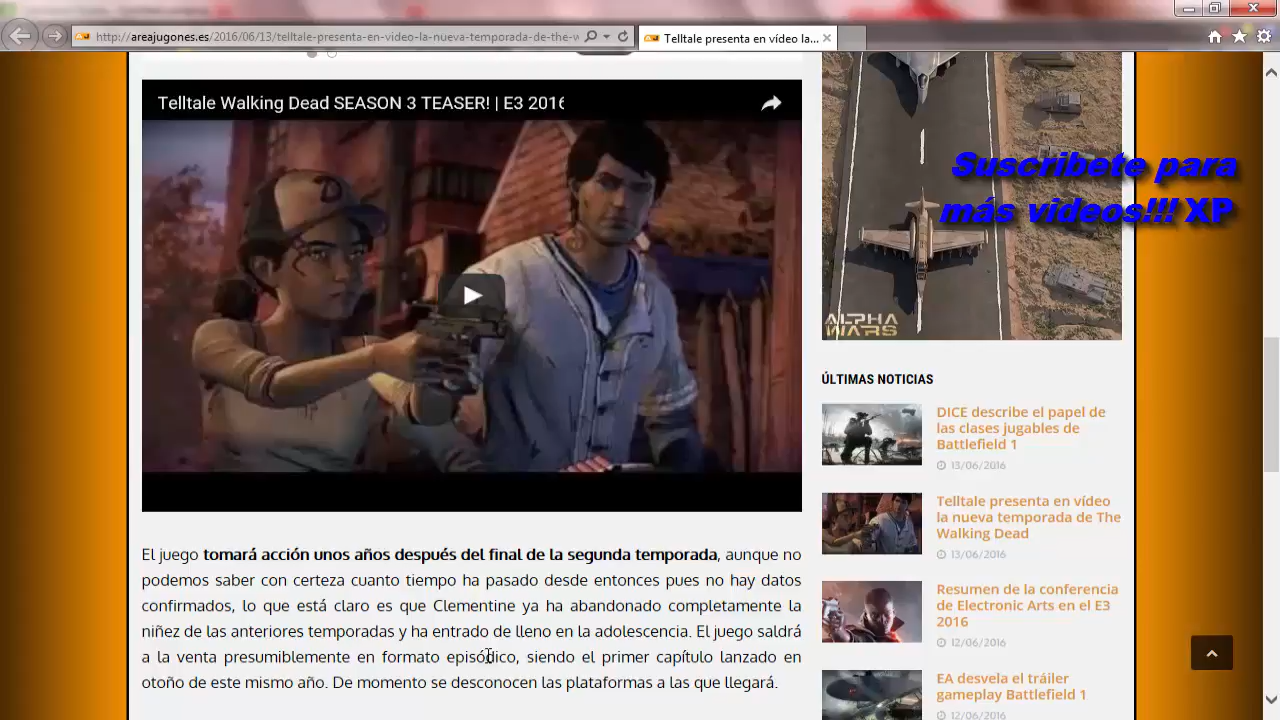 http://areajugones.es/2016/06/13/telltale-presenta-en-video-la-nueva-temporada-de-the-w
Telltale presenta en vídeo la...
Telltale Walking Dead SEASON 3 TEASER! | E3 2016
Suscribete para
más videos!!! XP
ALPHA
WARS
ÚLTIMAS NOTICIAS
DICE describe el papel de
las clases jugables de
Battlefield 1
13/06/2016
Telltale presenta en vídeo
la nueva temporada de The
Walking Dead
13/06/2016
Resumen de la conferencia
de Electronic Arts en el E3
2016
12/06/2016
EA desvela el tráiler
gameplay Battlefield 1
12/06/2016
El juego tomará acción unos años después del final de la segunda temporada, aunque no
podemos saber con certeza cuanto tiempo ha pasado desde entonces pues no hay datos
confirmados, lo que está claro es que Clementine ya ha abandonado completamente la
niñez de las anteriores temporadas y ha entrado de lleno en la adolescencia. El juego saldrá
a la venta presumiblemente en formato episódico, siendo el primer capítulo lanzado en
otoño de este mismo año. De momento se desconocen las plataformas a las que llegará.